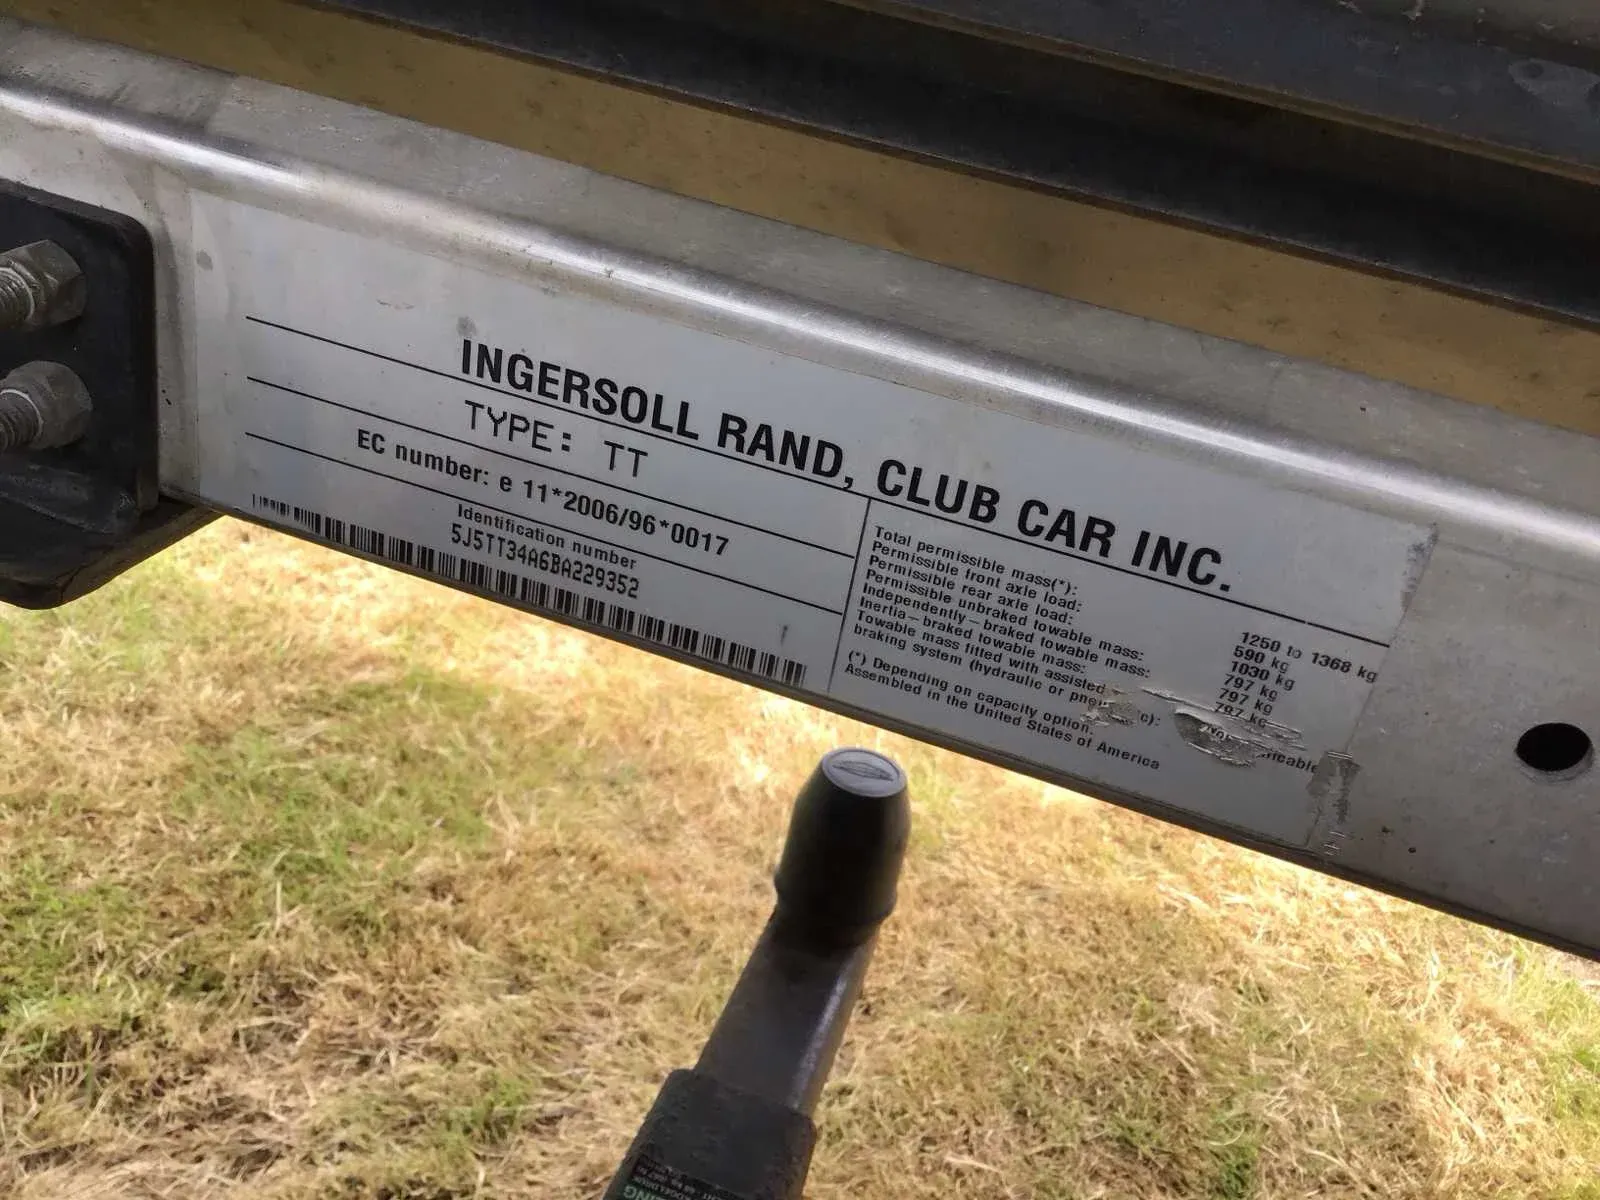 INGERSOLL RAND, CLUB CAR INC.
TYPE: TT
EC number: e 11*2006/96*0017
Identification number
5J5TT34A6BA229352
Total permissible mass(*): 1250 to 1368 kg
Permissible front axle load: 590 kg
Permissible rear axle load: 1030 kg
Permissible unbraked towable mass: 797 kg
Independently-braked towable mass: 797 kg
Inertia-braked towable mass: 797 kg
Towable mass fitted with assisted
braking system (hydraulic or
(*) Depending on capacity option.
Assembled in the United States of America